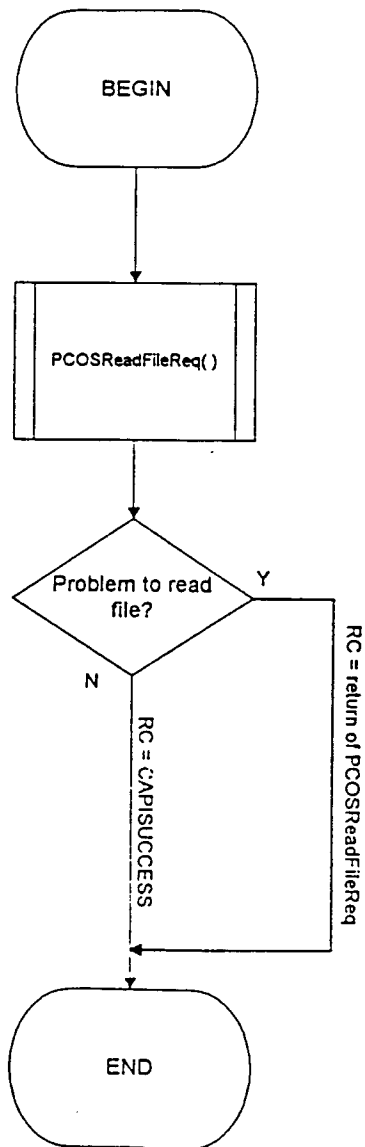 BEGIN
PCOSReadFileReq( )
Problem to read
file?
Y
N
RC = return of PCOSReadFileReq
RC = CAPISUCCESS
END